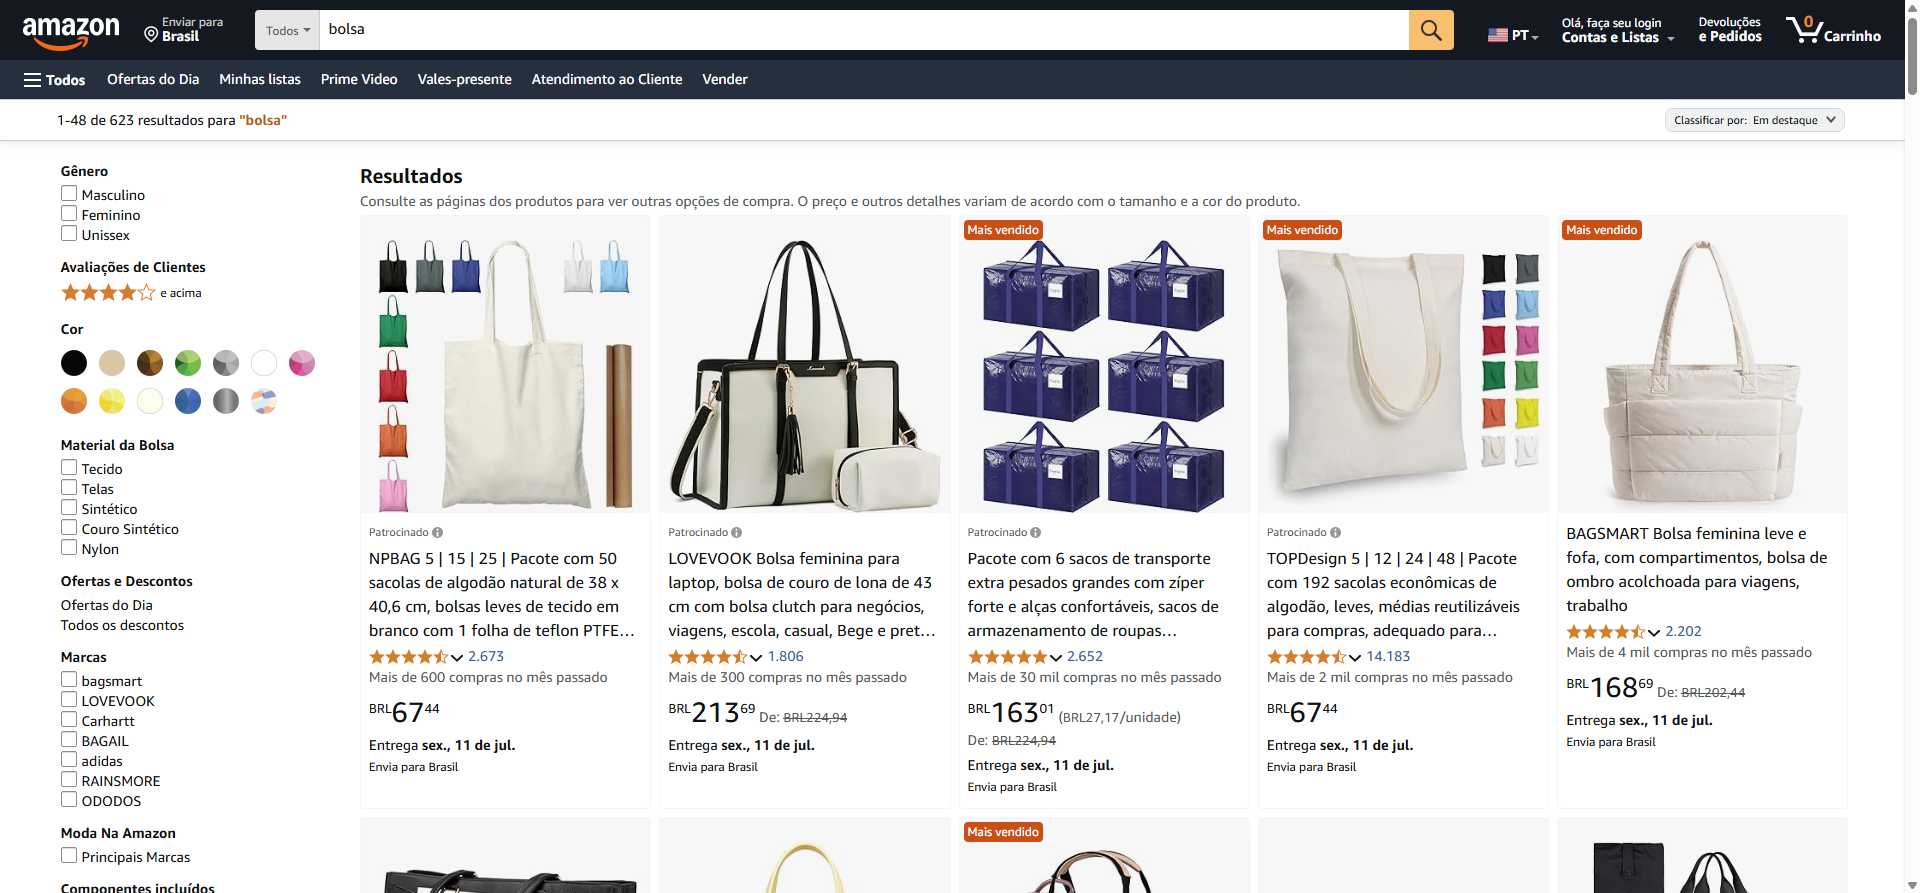 amazon
Enviar para
Brasil
Todos
bolsa
PT
Olá, faça seu login
Contas e Listas
Devoluções
e Pedidos
0
Carrinho
Todos
Ofertas do Dia
Minhas listas
Prime Video
Vales-presente
Atendimento ao Cliente
Vender
1-48 de 623 resultados para "bolsa"
Classificar por: Em destaque
Gênero
Masculino
Feminino
Unissex
Avaliações de Clientes
e acima
Cor
Material da Bolsa
Tecido
Telas
Sintético
Couro Sintético
Nylon
Ofertas e Descontos
Ofertas do Dia
Todos os descontos
Marcas
bagsmart
LOVEVOOK
Carhartt
BAGAIL
adidas
RAINSMORE
ODODOS
Moda Na Amazon
Principais Marcas
Componentes incluídos
Resultados
Consulte as páginas dos produtos para ver outras opções de compra. O preço e outros detalhes variam de acordo com o tamanho e a cor do produto.
Patrocinado
NPBAG 5 | 15 | 25 | Pacote com 50
sacolas de algodão natural de 38 x
40,6 cm, bolsas leves de tecido em
branco com 1 folha de teflon PTFE...
2.673
Mais de 600 compras no mês passado
BRL67,44
Entrega sex., 11 de jul.
Envia para Brasil
Patrocinado
LOVEVOOK Bolsa feminina para
laptop, bolsa de couro de lona de 43
cm com bolsa clutch para negócios,
viagens, escola, casual, Bege e pret...
1.806
Mais de 300 compras no mês passado
BRL213,69 De: BRL224,94
Entrega sex., 11 de jul.
Envia para Brasil
Mais vendido
Patrocinado
Pacote com 6 sacos de transporte
extra pesados grandes com zíper
forte e alças confortáveis, sacos de
armazenamento de roupas...
2.652
Mais de 30 mil compras no mês passado
BRL163,01 (BRL27,17/unidade)
De: BRL224,94
Entrega sex., 11 de jul.
Envia para Brasil
Mais vendido
Patrocinado
TOPDesign 5 | 12 | 24 | 48 | Pacote
com 192 sacolas econômicas de
algodão, leves, médias reutilizáveis
para compras, adequado para...
14.183
Mais de 2 mil compras no mês passado
BRL67,44
Entrega sex., 11 de jul.
Envia para Brasil
Mais vendido
BAGSMART Bolsa feminina leve e
fofa, com compartimentos, bolsa de
ombro acolchoada para viagens,
trabalho
2.202
Mais de 4 mil compras no mês passado
BRL168,69 De: BRL202,44
Entrega sex., 11 de jul.
Envia para Brasil
Mais vendido